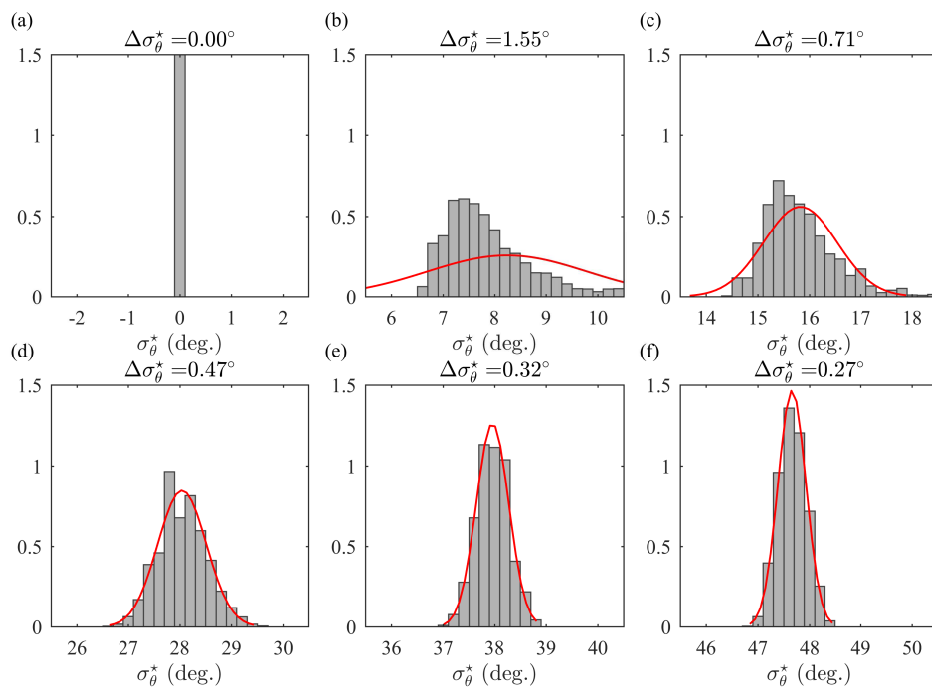 (a)
Δσ*θ =0.00°
1.5
1
0.5
0
-2 -1 0 1 2
σ*θ (deg.)
(b)
Δσ*θ =1.55°
1.5
1
0.5
0
6 7 8 9 10
σ*θ (deg.)
(c)
Δσ*θ =0.71°
1.5
1
0.5
0
14 15 16 17 18
σ*θ (deg.)
(d)
Δσ*θ =0.47°
1.5
1
0.5
0
26 27 28 29 30
σ*θ (deg.)
(e)
Δσ*θ =0.32°
1.5
1
0.5
0
36 37 38 39 40
σ*θ (deg.)
(f)
Δσ*θ =0.27°
1.5
1
0.5
0
46 47 48 49 50
σ*θ (deg.)